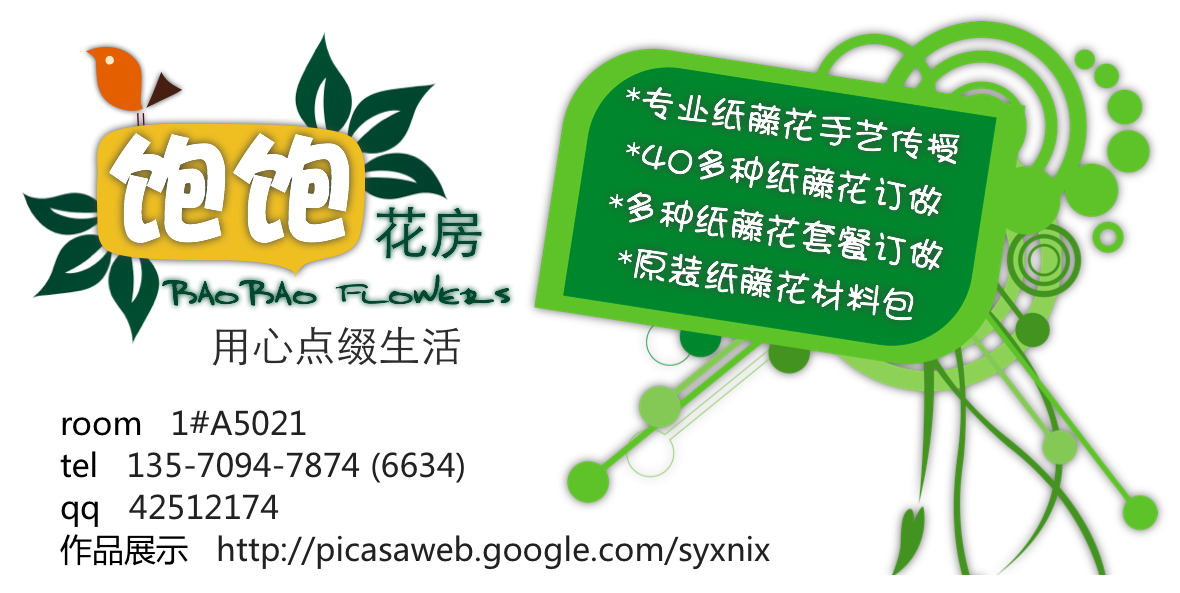 饱饱
花房
BAOBAO FLOWERS
用心点缀生活
room 1#A5021
tel 135-7094-7874 (6634)
qq 42512174
作品展示 http://picasaweb.google.com/syxnix
*专业纸藤花手艺传授
*40多种纸藤花订做
*多种纸藤花套餐订做
*原装纸藤花材料包